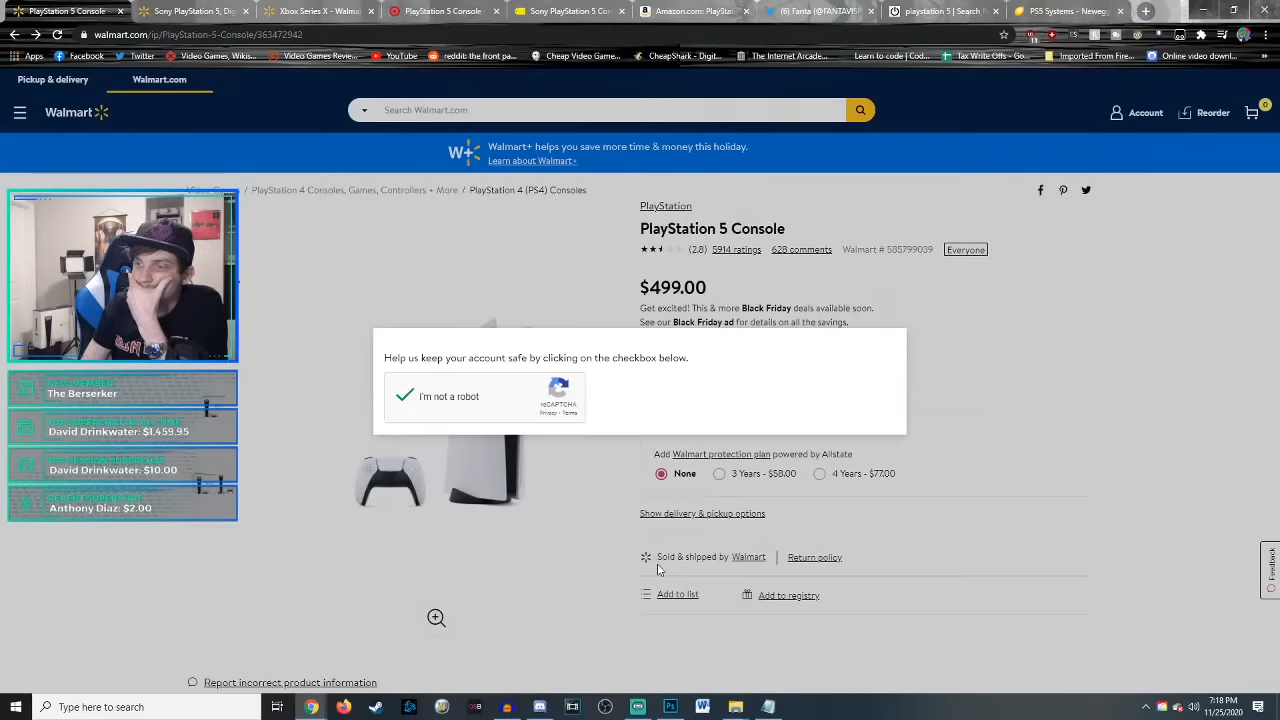 PlayStation 5 Console
Sony PlayStation 5, Dig
Xbox Series X - Walma
PlayStation 5 Co
Sony PlayStation 5 Con
Amazon.com: PlaySta
(6) Fanta (@FANTAVIS
playstation 5 | Search
PS5 Systems - Newegg
walmart.com/ip/PlayStation-5-Console/363472942
Apps
Facebook
Twitter
Video Games, Wikis...
Video Games Review...
YouTube
reddit: the front pa...
Cheap Video Game...
CheapShark - Digit...
The Internet Arcade...
Learn to code | Cod...
Tax Write Offs - Go...
Imported From Fire...
Online video downl...
Pickup & delivery
Walmart.com
Walmart
Search Walmart.com
Account
Reorder
0
W+
Walmart+ helps you save more time & money this holiday.
Learn about Walmart+
PlayStation 4 Consoles, Games, Controllers + More / PlayStation 4 (PS4) Consoles
PlayStation
PlayStation 5 Console
(2.8) 5914 ratings 628 comments Walmart # 585799039 Everyone
$499.00
Get excited! This & more Black Friday deals available soon.
See our Black Friday ad for details on all the savings.
Help us keep your account safe by clicking on the checkbox below.
I'm not a robot
reCAPTCHA
Privacy - Terms
NEW MEMBER
The Berserker
David Drinkwater: $1,459.95
David Drinkwater: $10.00
RECENT SUPERCHAT
Anthony Diaz: $2.00
Add Walmart protection plan powered by Allstate
None
3 Years - $58.00
4 Years - $77.00
Show delivery & pickup options
Sold & shipped by Walmart | Return policy
Add to list
Add to registry
Feedback
Report incorrect product information
Type here to search
7:18 PM
11/25/2020